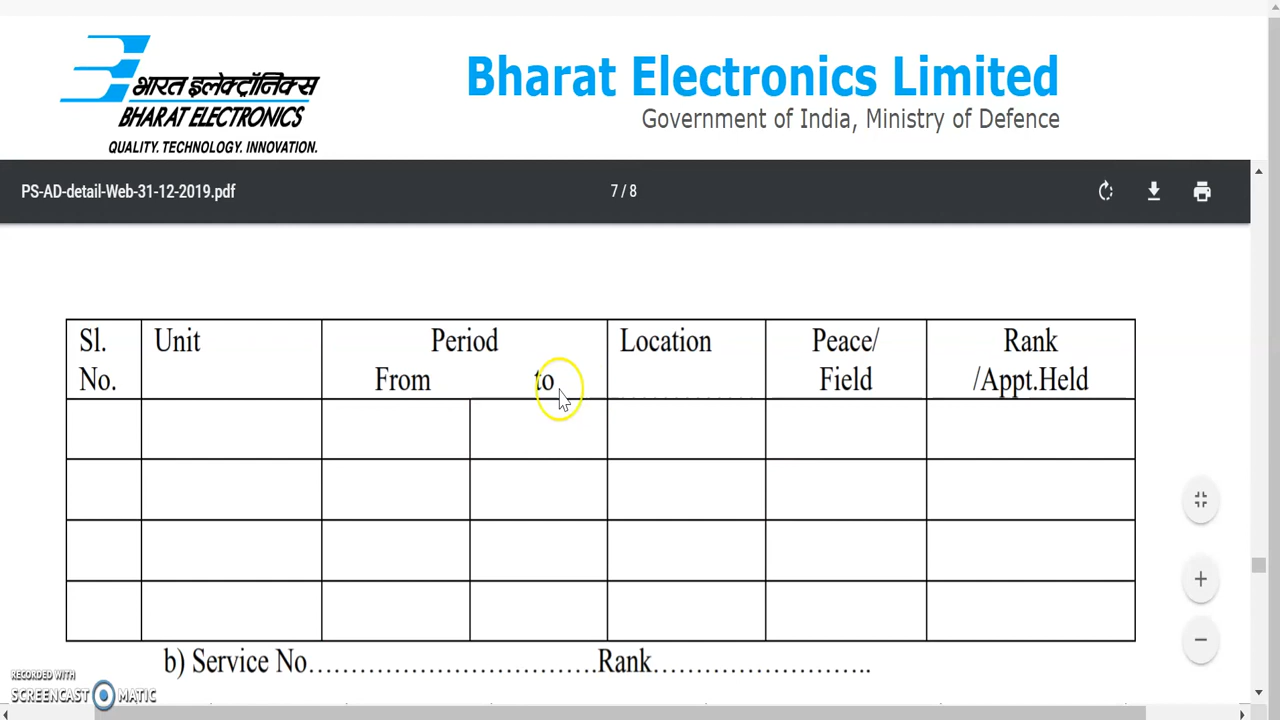 भारत इलेक्ट्रॉनिक्स
BHARAT ELECTRONICS
QUALITY. TECHNOLOGY. INNOVATION.
Bharat Electronics Limited
Government of India, Ministry of Defence
PS-AD-detail-Web-31-12-2019.pdf 7 / 8
Sl. Unit Period Location Peace/ Rank
No. From to Field /Appt.Held
b) Service No…………………………….Rank……………………..
RECORDED WITH
SCREENCAST MATIC